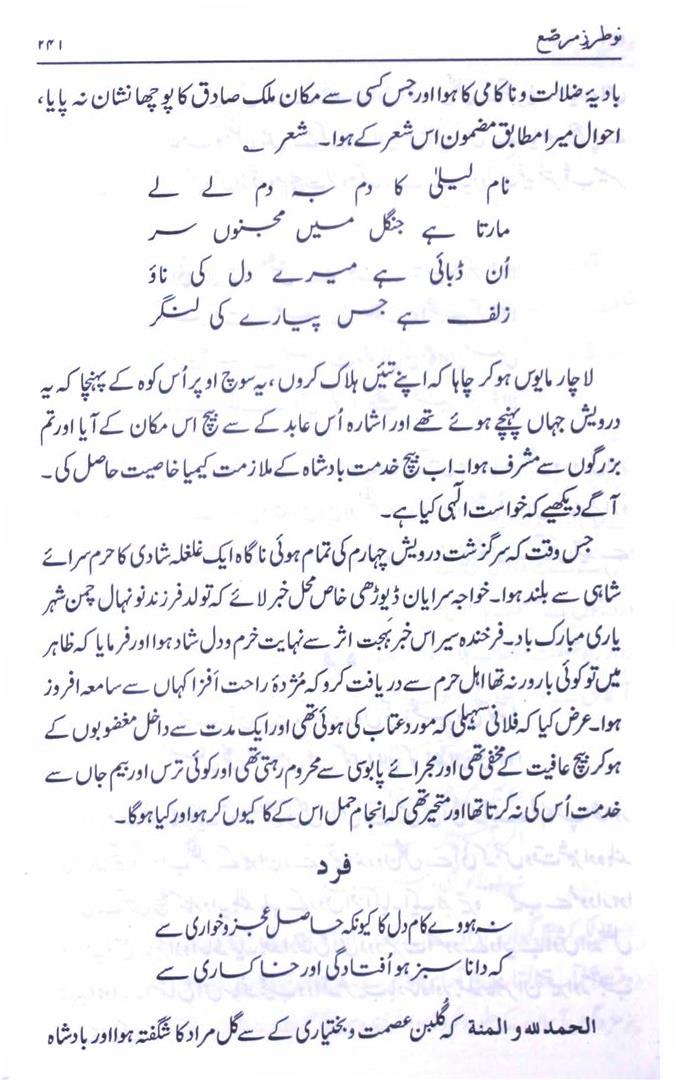 نوطرزِ مرصّع
۲۴۱
بادیۂ ضلالت و ناکامی کا ہوا اور جس کسی سے مکان ملک صادق کا پوچھا نشان نہ پایا،
احوال میرا مطابق مضمون اس شعر کے ہوا۔ شعر ؎
نام لیلیٰ کا دم بہ دم لے لے
مارتا ہے جنگل میں مجنوں سر
اُن ڈبائی ہے میرے دل کی ناؤ
زلف ہے جس پیارے کی لنگر
لاچار مایوس ہوکر چاہا کہ اپنے تئیں ہلاک کروں، یہ سوچ اوپر اُس کوہ کے پہنچا کہ یہ
درویش جہاں پہنچے ہوئے تھے اور اشارہ اُس عابد کے سے بیچ اس مکان کے آیا اور تم
بزرگوں سے مشرف ہوا۔ اب بیچ خدمت بادشاہ کے ملازمت کیمیا خاصیت حاصل کی۔
آگے دیکھیے کہ خواست الٰہی کیا ہے۔
جس وقت کہ سرگزشت درویش چہارم کی تمام ہوئی ناگاہ ایک غلغلہ شادی کا حرم سرائے
شاہی سے بلند ہوا۔ خواجہ سرایان ڈیوڑھی خاص محل خبر لائے کہ تولد فرزند نونہال چمن شہر
یاری مبارک باد۔ فرخندہ سیر اس خبر بہجت اثر سے نہایت خرم و دل شاد ہوا اور فرمایا کہ ظاہر
میں تو کوئی بارور نہ تھا اہل حرم سے دریافت کرو کہ مُژدۂ راحت افزا کہاں سے سامعہ افروز
ہوا۔ عرض کیا کہ فلانی سہیلی کہ مورد عتاب کی ہوئی تھی اور ایک مدت سے داخل مغضوبوں کے
ہو کر بیچ عافیت کے مخفی تھی اور مجرائے پابوسی سے محروم رہتی تھی اور کوئی ترس اور بیم جاں سے
خدمت اُس کی نہ کرتا تھا اور متحیر تھی کہ انجام حمل اس کے کا کیوں کر ہو اور کیا ہوگا۔
فرد
نہ ہووے کام دل کا کیونکہ حاصل عجز و خواری سے
کہ دانا سبز ہو اُفتادگی اور خاکساری سے
الحمد للہ و المنۃ کہ گُلبن عصمت و بختیاری کے سے گل مراد کا شگفتہ ہوا اور بادشاہ